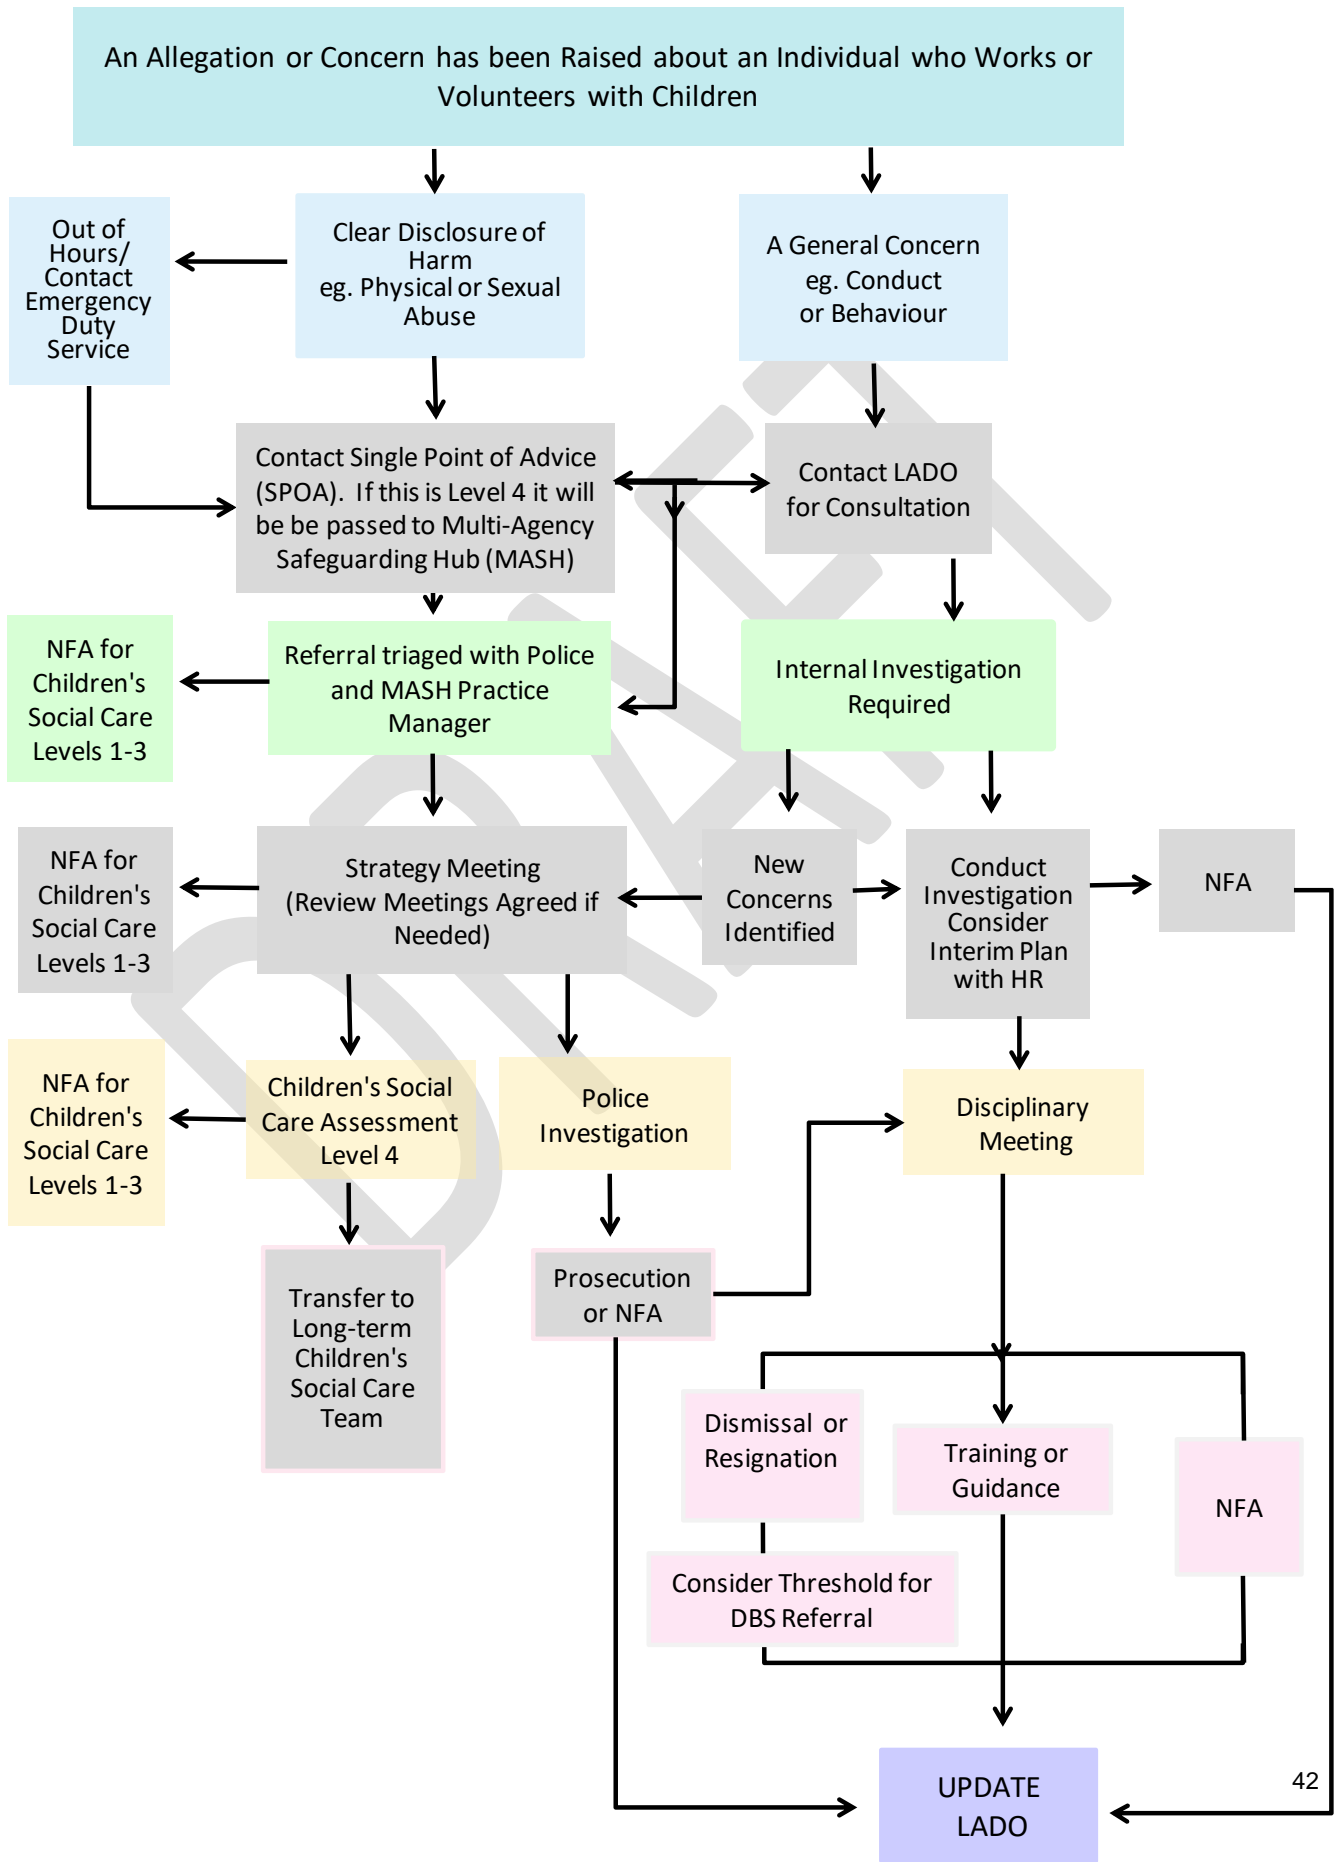 An Allegation or Concern has been Raised about an Individual who Works or
Volunteers with Children
Out of
Hours/
Contact
Emergency
Duty
Service
Clear Disclosure of
Harm
eg. Physical or Sexual
Abuse
A General Concern
eg. Conduct
or Behaviour
Contact Single Point of Advice
(SPOA). If this is Level 4 it will
be be passed to Multi-Agency
Safeguarding Hub (MASH)
Contact LADO
for Consultation
NFA for
Children's
Social Care
Levels 1-3
Referral triaged with Police
and MASH Practice
Manager
Internal Investigation
Required
NFA for
Children's
Social Care
Levels 1-3
Strategy Meeting
(Review Meetings Agreed if
Needed)
New
Concerns
Identified
Conduct
Investigation
Consider
Interim Plan
with HR
NFA
NFA for
Children's
Social Care
Levels 1-3
Children's Social
Care Assessment
Level 4
Police
Investigation
Disciplinary
Meeting
Transfer to
Long-term
Children's
Social Care
Team
Prosecution
or NFA
Dismissal or
Resignation
Training or
Guidance
NFA
Consider Threshold for
DBS Referral
UPDATE
LADO
42
DRAFT